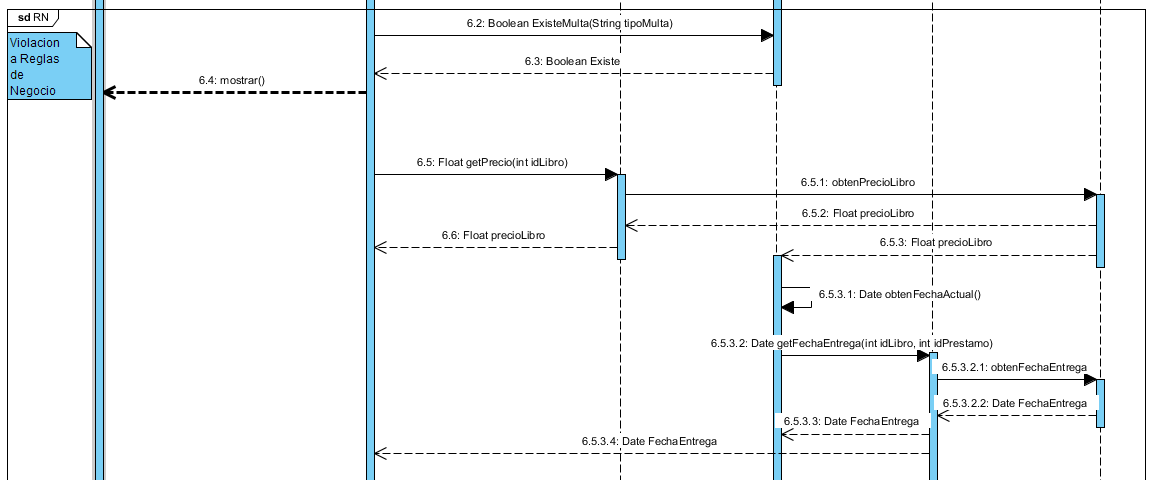 sd RN
Violacion
a Reglas
de
Negocio
6.2: Boolean ExisteMulta(String tipoMulta)
6.3: Boolean Existe
6.4: mostrar()
6.5: Float getPrecio(int idLibro)
6.5.1: obtenPrecioLibro
6.5.2: Float precioLibro
6.6: Float precioLibro
6.5.3: Float precioLibro
6.5.3.1: Date obtenFechaActual()
6.5.3.2: Date getFechaEntrega(int idLibro, int idPrestamo)
6.5.3.2.1: obtenFechaEntrega
6.5.3.2.2: Date FechaEntrega
6.5.3.3: Date FechaEntrega
6.5.3.4: Date FechaEntrega